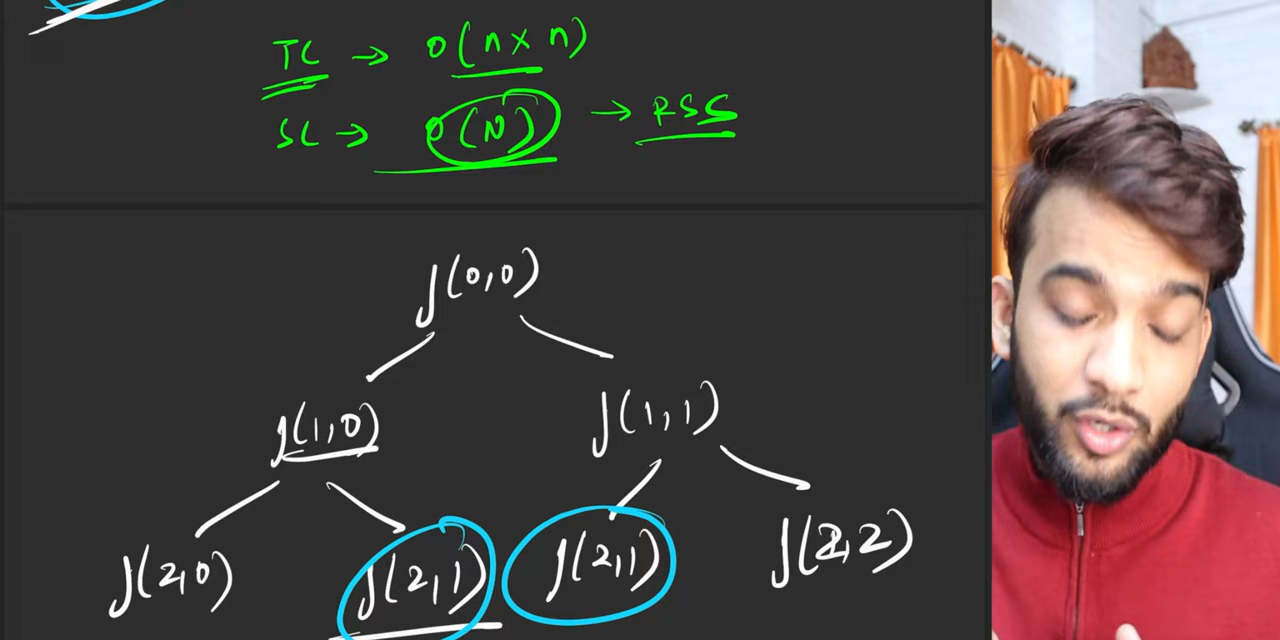 TC → O(n x n)
SC → O(N) → RSS
f(0,0)
f(1,0) f(1,1)
f(2,0) f(2,1) f(2,1) f(2,2)